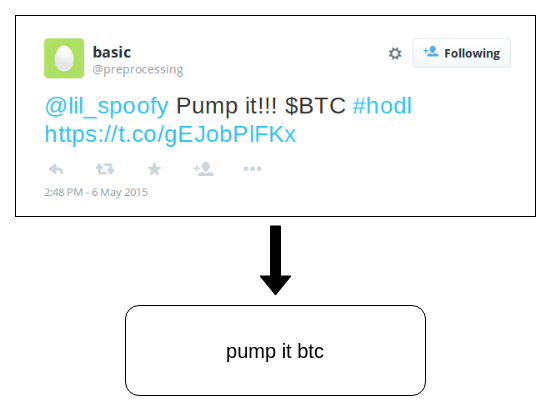 basic
@preprocessing
Following
@lil_spoofy Pump it!!! $BTC #hodl
https://t.co/gEJobPlFKx
2:48 PM - 6 May 2015
pump it btc